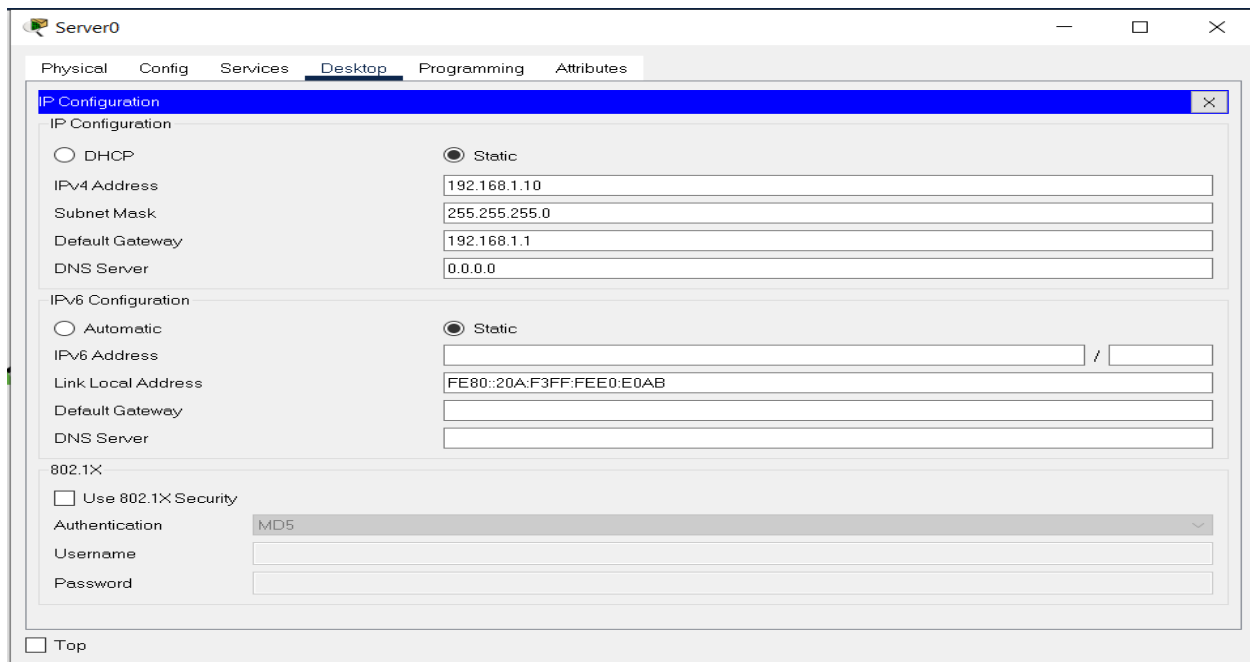 Server0
Physical Config Services Desktop Programming Attributes
IP Configuration
IP Configuration
DHCP Static
IPv4 Address 192.168.1.10
Subnet Mask 255.255.255.0
Default Gateway 192.168.1.1
DNS Server 0.0.0.0
IPv6 Configuration
Automatic Static
IPv6 Address /
Link Local Address FE80::20A:F3FF:FEE0:E0AB
Default Gateway
DNS Server
802.1X
Use 802.1X Security
Authentication MD5
Username
Password
Top